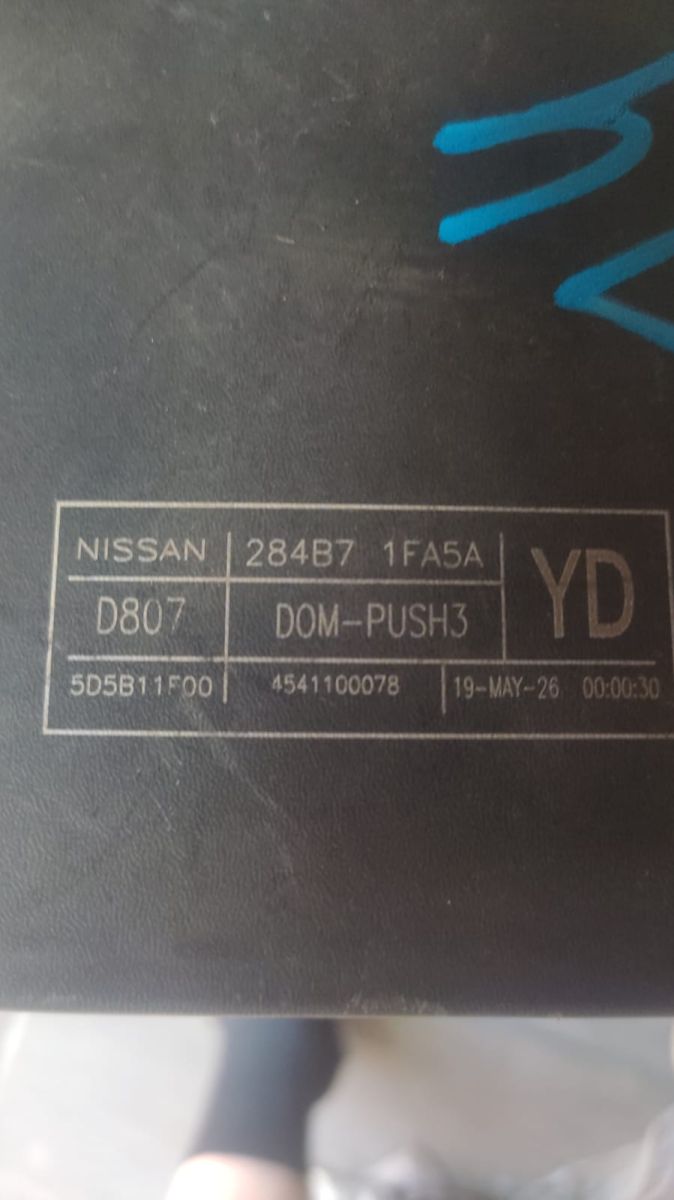 NISSAN 284B7 1FA5A YD
D807 DOM-PUSH3
5D5B11F00 4541100078 19-MAY-26 00:00:30